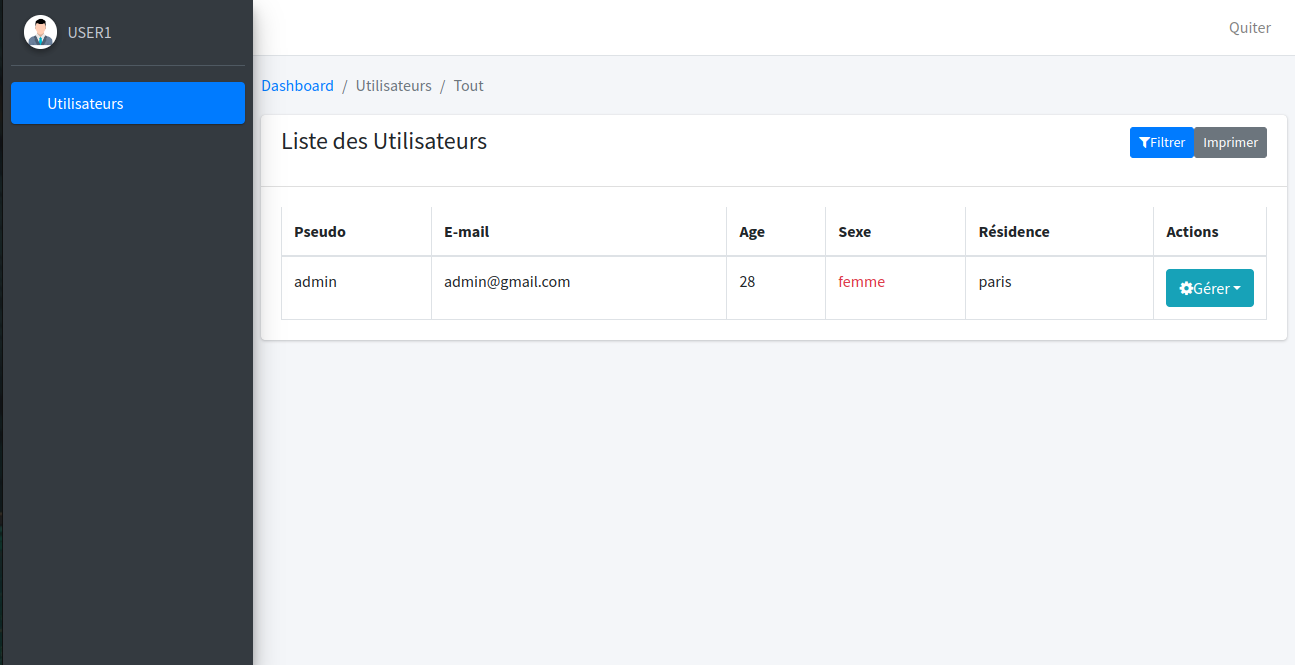 USER1
Quiter
Utilisateurs
Dashboard / Utilisateurs / Tout
Liste des Utilisateurs
Filtrer Imprimer
Pseudo E-mail Age Sexe Résidence Actions
admin admin@gmail.com 28 femme paris Gérer